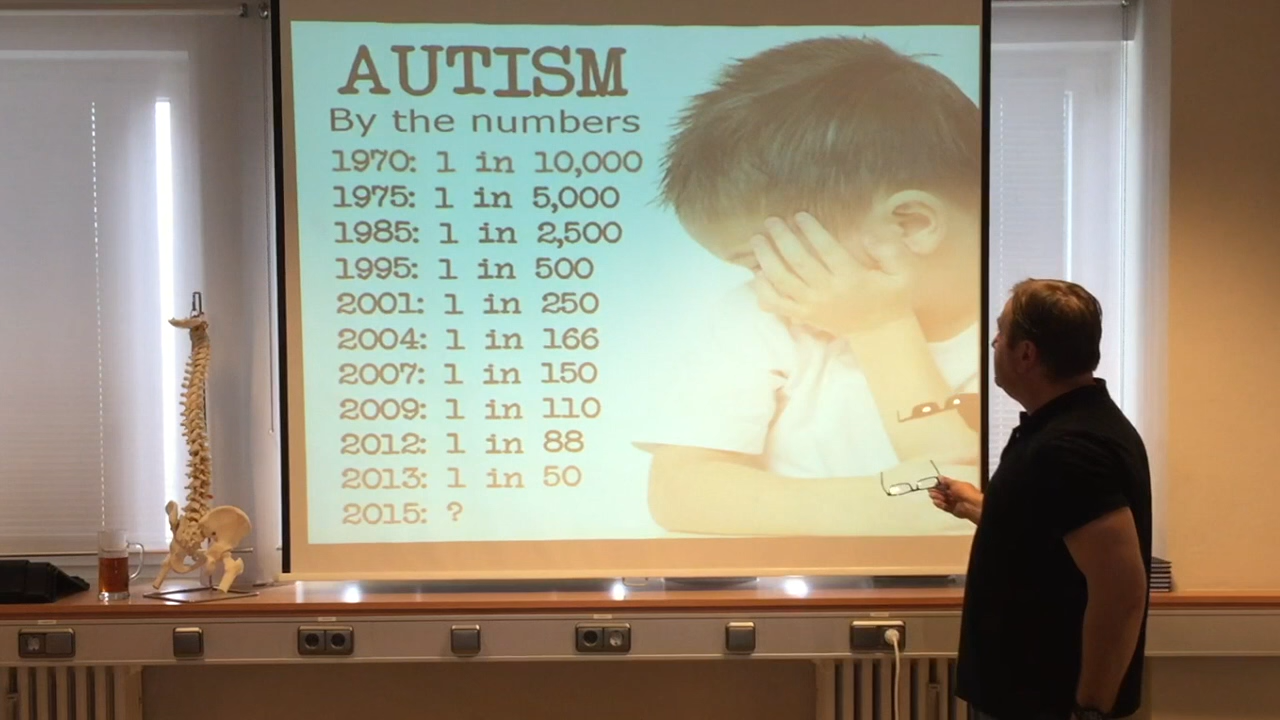 AUTISM
By the numbers
1970: 1 in 10,000
1975: 1 in 5,000
1985: 1 in 2,500
1995: 1 in 500
2001: 1 in 250
2004: 1 in 166
2007: 1 in 150
2009: 1 in 110
2012: 1 in 88
2013: 1 in 50
2015: ?